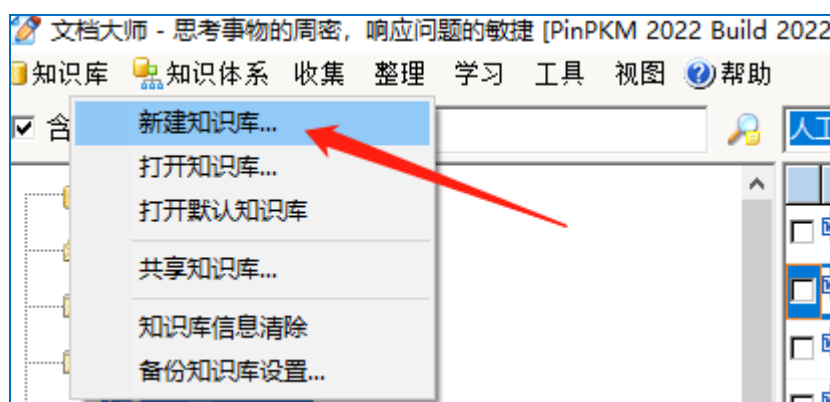 文档大师 - 思考事物的周密，响应问题的敏捷 [PinPKM 2022 Build 2022
知识库 知识体系 收集 整理 学习 工具 视图 帮助
含
新建知识库...
打开知识库...
打开默认知识库
共享知识库...
知识库信息清除
备份知识库设置...